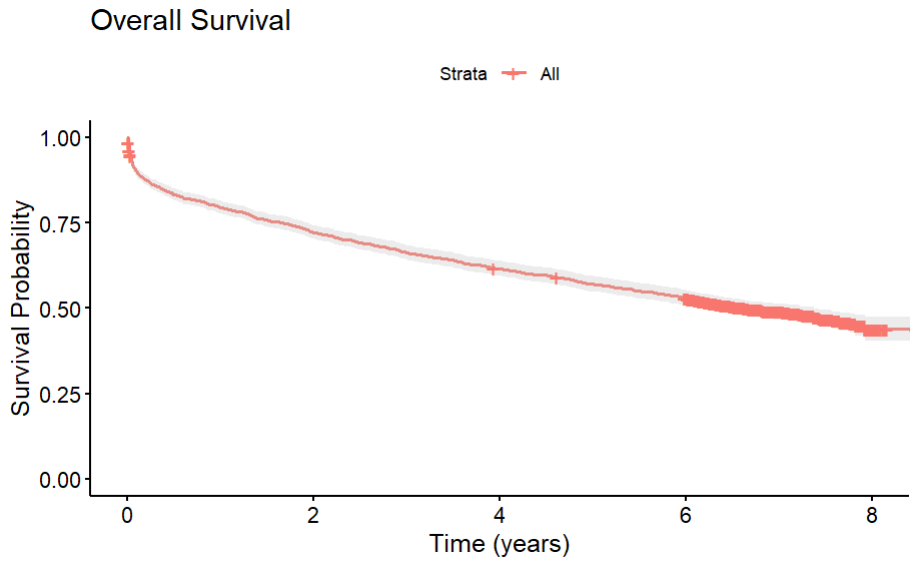 Overall Survival
Strata All
Survival Probability
1.00
0.75
0.50
0.25
0.00
0 2 4 6 8
Time (years)